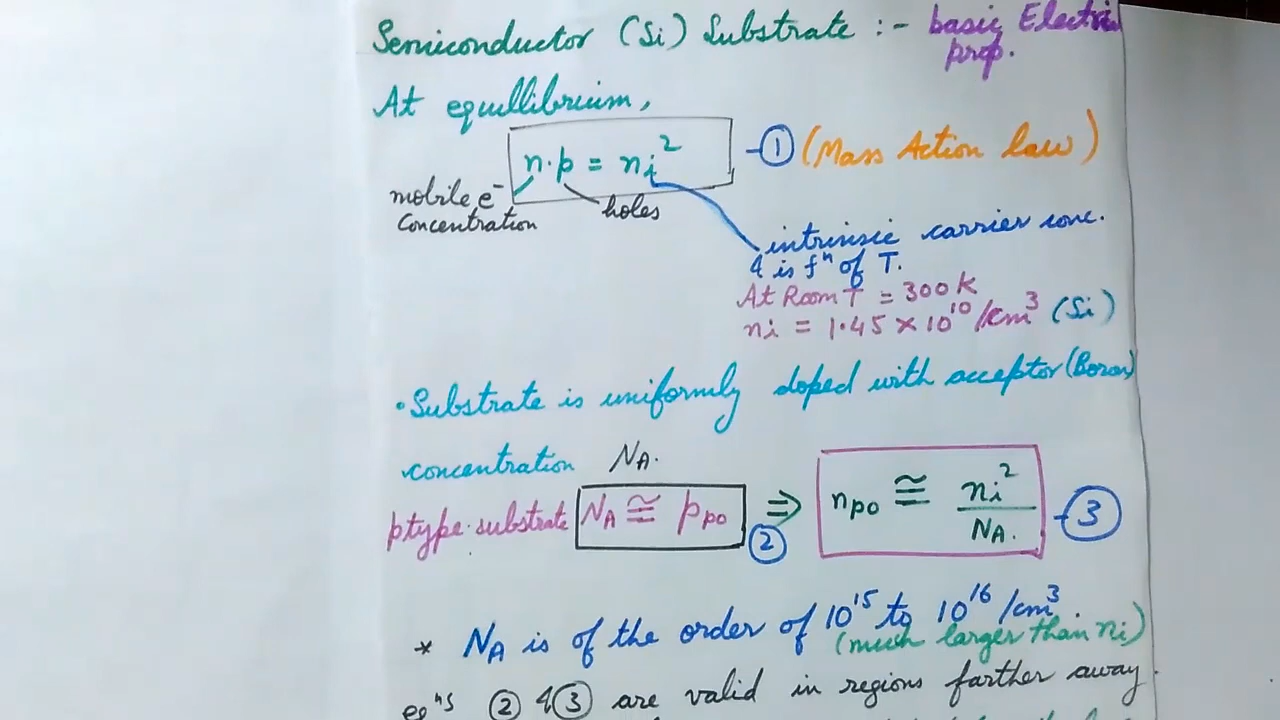 Semiconductor (Si) Substrate :- basic Electri
prop.
At equillibrium,
n·p = nᵢ² -① (Mass Action law)
mobile e⁻ concentration
holes
intrinsic carrier conc.
& is fⁿ of T.
At Room T = 300 K
ni = 1.45 × 10¹⁰ /cm³ (Si)
• Substrate is uniformly doped with acceptor (Boron)
concentration NA.
ptype substrate NA ≅ ppo ② ⇒ npo ≅ nᵢ²/NA. -③
* NA is of the order of 10¹⁵ to 10¹⁶ /cm³.
(much larger than ni)
eqⁿs ② & ③ are valid in regions farther away